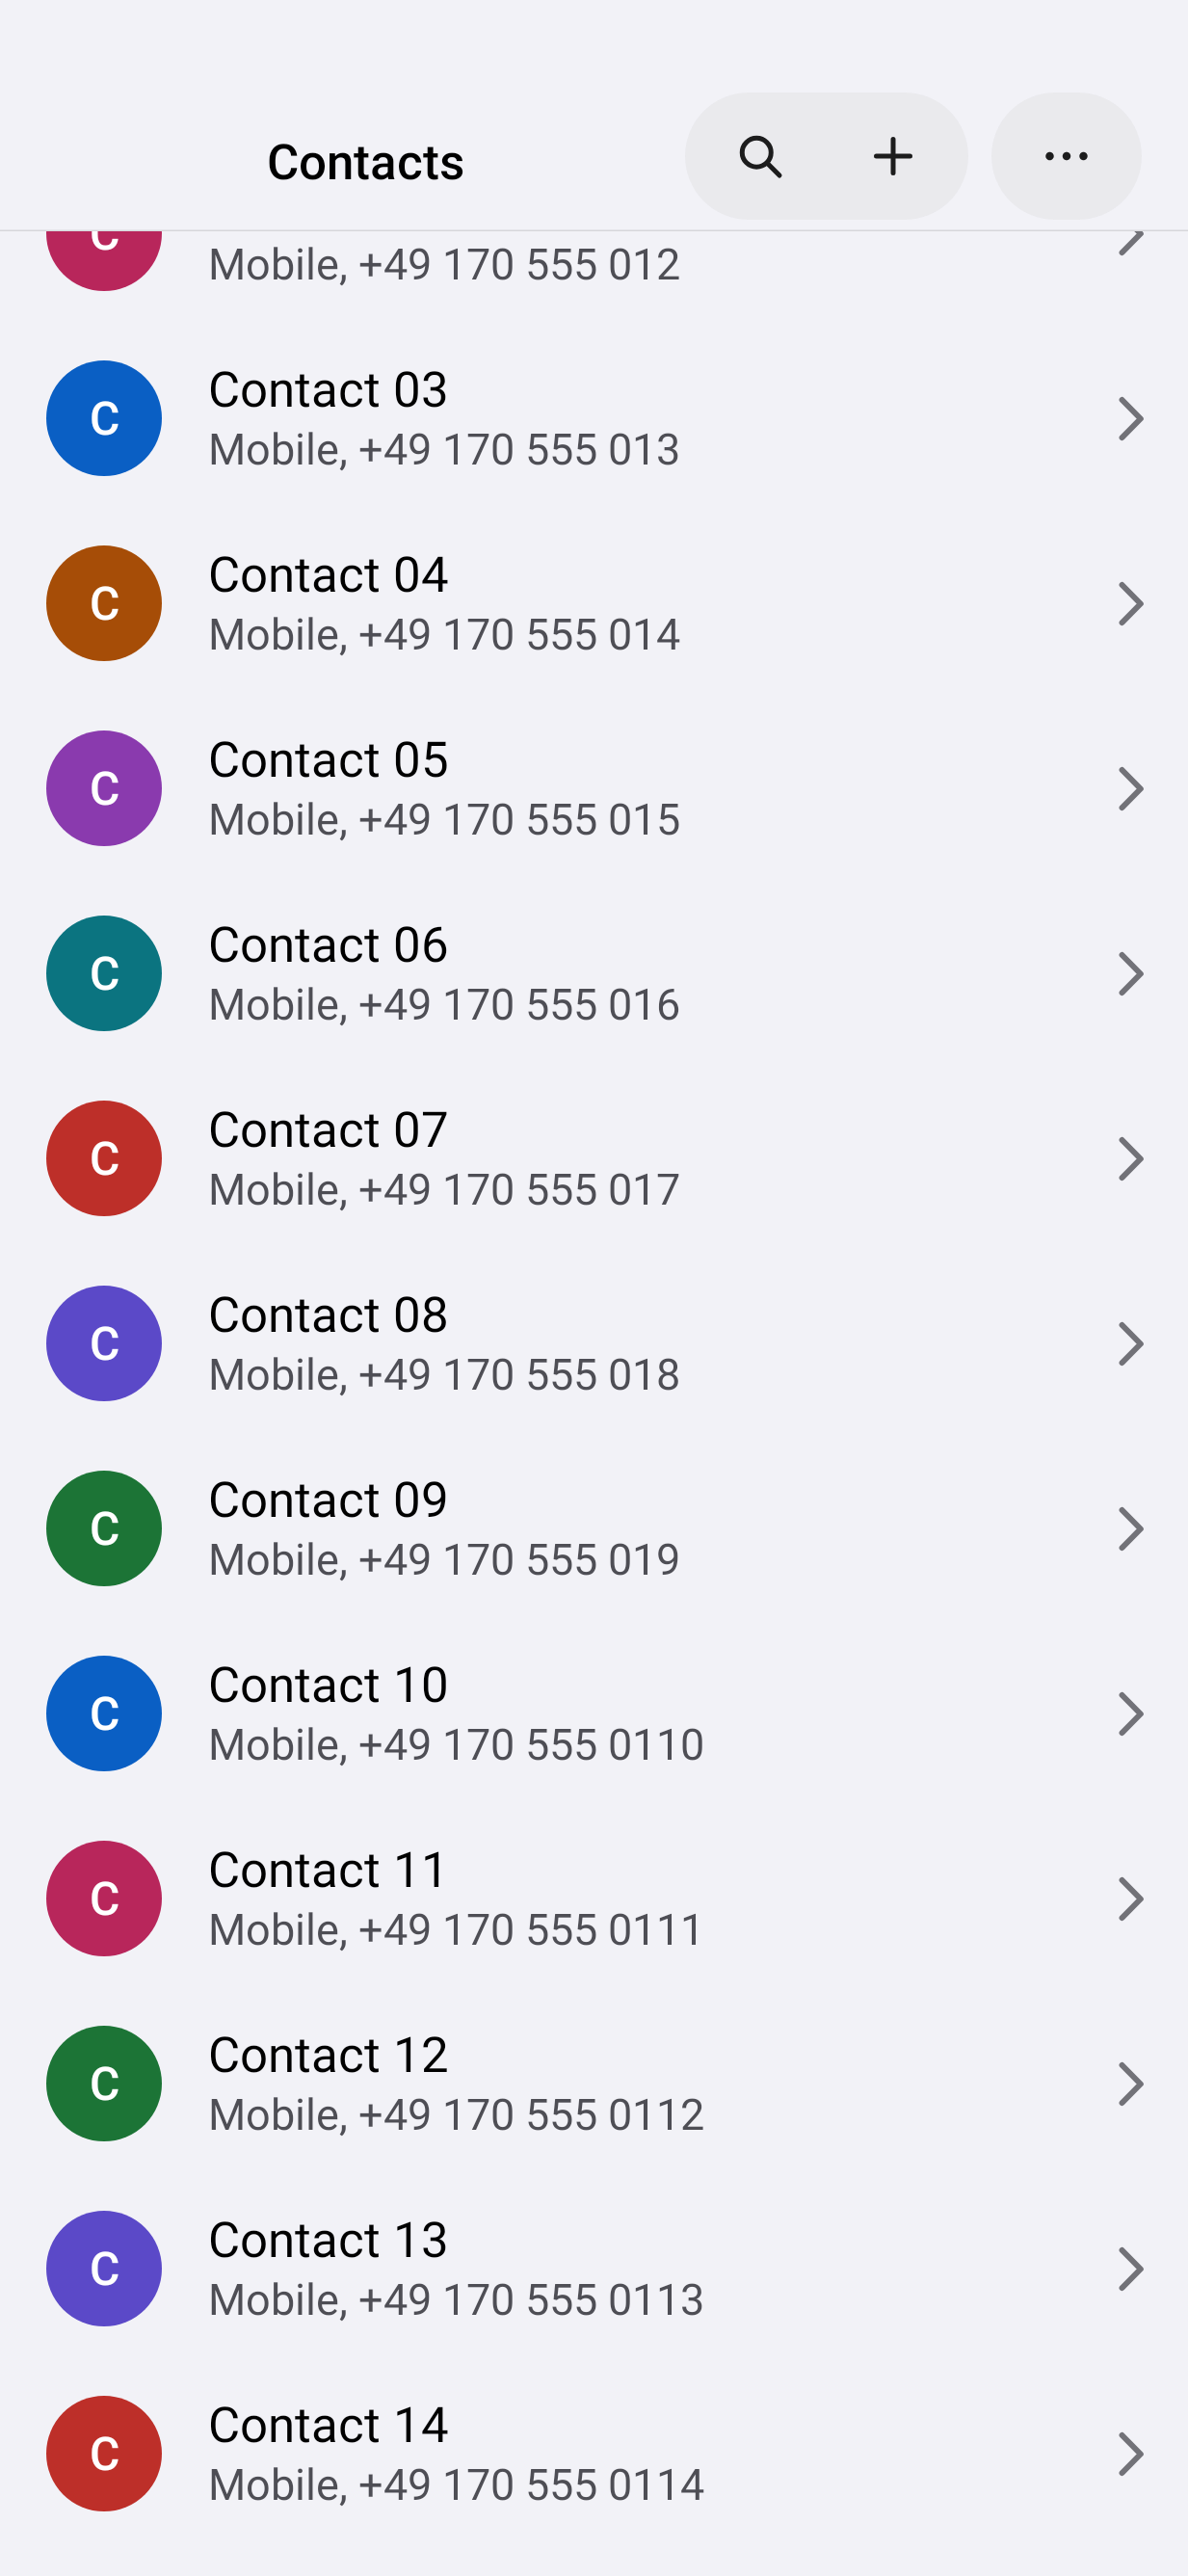 Contacts
Mobile, +49 170 555 012
C
Contact 03
Mobile, +49 170 555 013
C
Contact 04
Mobile, +49 170 555 014
C
Contact 05
Mobile, +49 170 555 015
C
Contact 06
Mobile, +49 170 555 016
C
Contact 07
Mobile, +49 170 555 017
C
Contact 08
Mobile, +49 170 555 018
C
Contact 09
Mobile, +49 170 555 019
C
Contact 10
Mobile, +49 170 555 0110
C
Contact 11
Mobile, +49 170 555 0111
C
Contact 12
Mobile, +49 170 555 0112
C
Contact 13
Mobile, +49 170 555 0113
C
Contact 14
Mobile, +49 170 555 0114